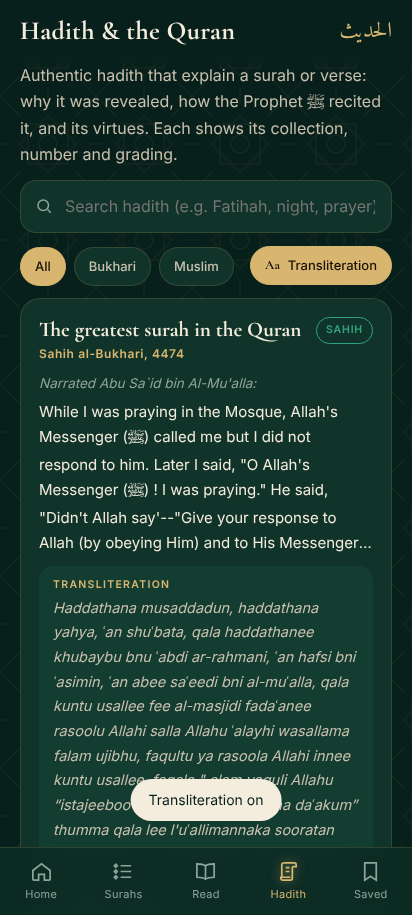 Hadith & the Quran
الحديث
Authentic hadith that explain a surah or verse:
why it was revealed, how the Prophet ﷺ recited
it, and its virtues. Each shows its collection,
number and grading.
Search hadith (e.g. Fatihah, night, prayer)
All
Bukhari
Muslim
Aa Transliteration
The greatest surah in the Quran
SAHIH
Sahih al-Bukhari, 4474
Narrated Abu Sa`id bin Al-Mu'alla:
While I was praying in the Mosque, Allah's
Messenger (ﷺ) called me but I did not
respond to him. Later I said, "O Allah's
Messenger (ﷺ) ! I was praying." He said,
"Didn't Allah say'--"Give your response to
Allah (by obeying Him) and to His Messenger...
TRANSLITERATION
Haddathana musaddadun, haddathana
yahya, ʿan shuʿbata, qala haddathanee
khubaybu bnu ʿabdi ar-rahmani, ʿan hafsi bni
ʿasimin, ʿan abee saʿeedi bni al-muʿalla, qala
kuntu usallee fee al-masjidi fadaʿanee
rasoolu Allahi salla Allahu ʿalayhi wasallama
falam ujibhu, faqultu ya rasoola Allahi innee
kuntu usallee, yaquli Allahu
“istajeeboo daʿakum”
thumma qala lee l'uʿallimannaka sooratan
Transliteration on
Home
Surahs
Read
Hadith
Saved